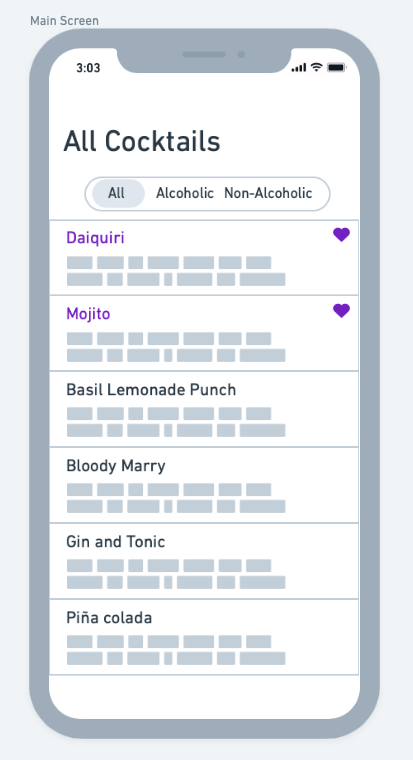 Main Screen
3:03
All Cocktails
All Alcoholic Non-Alcoholic
Daiquiri
Mojito
Basil Lemonade Punch
Bloody Marry
Gin and Tonic
Piña colada